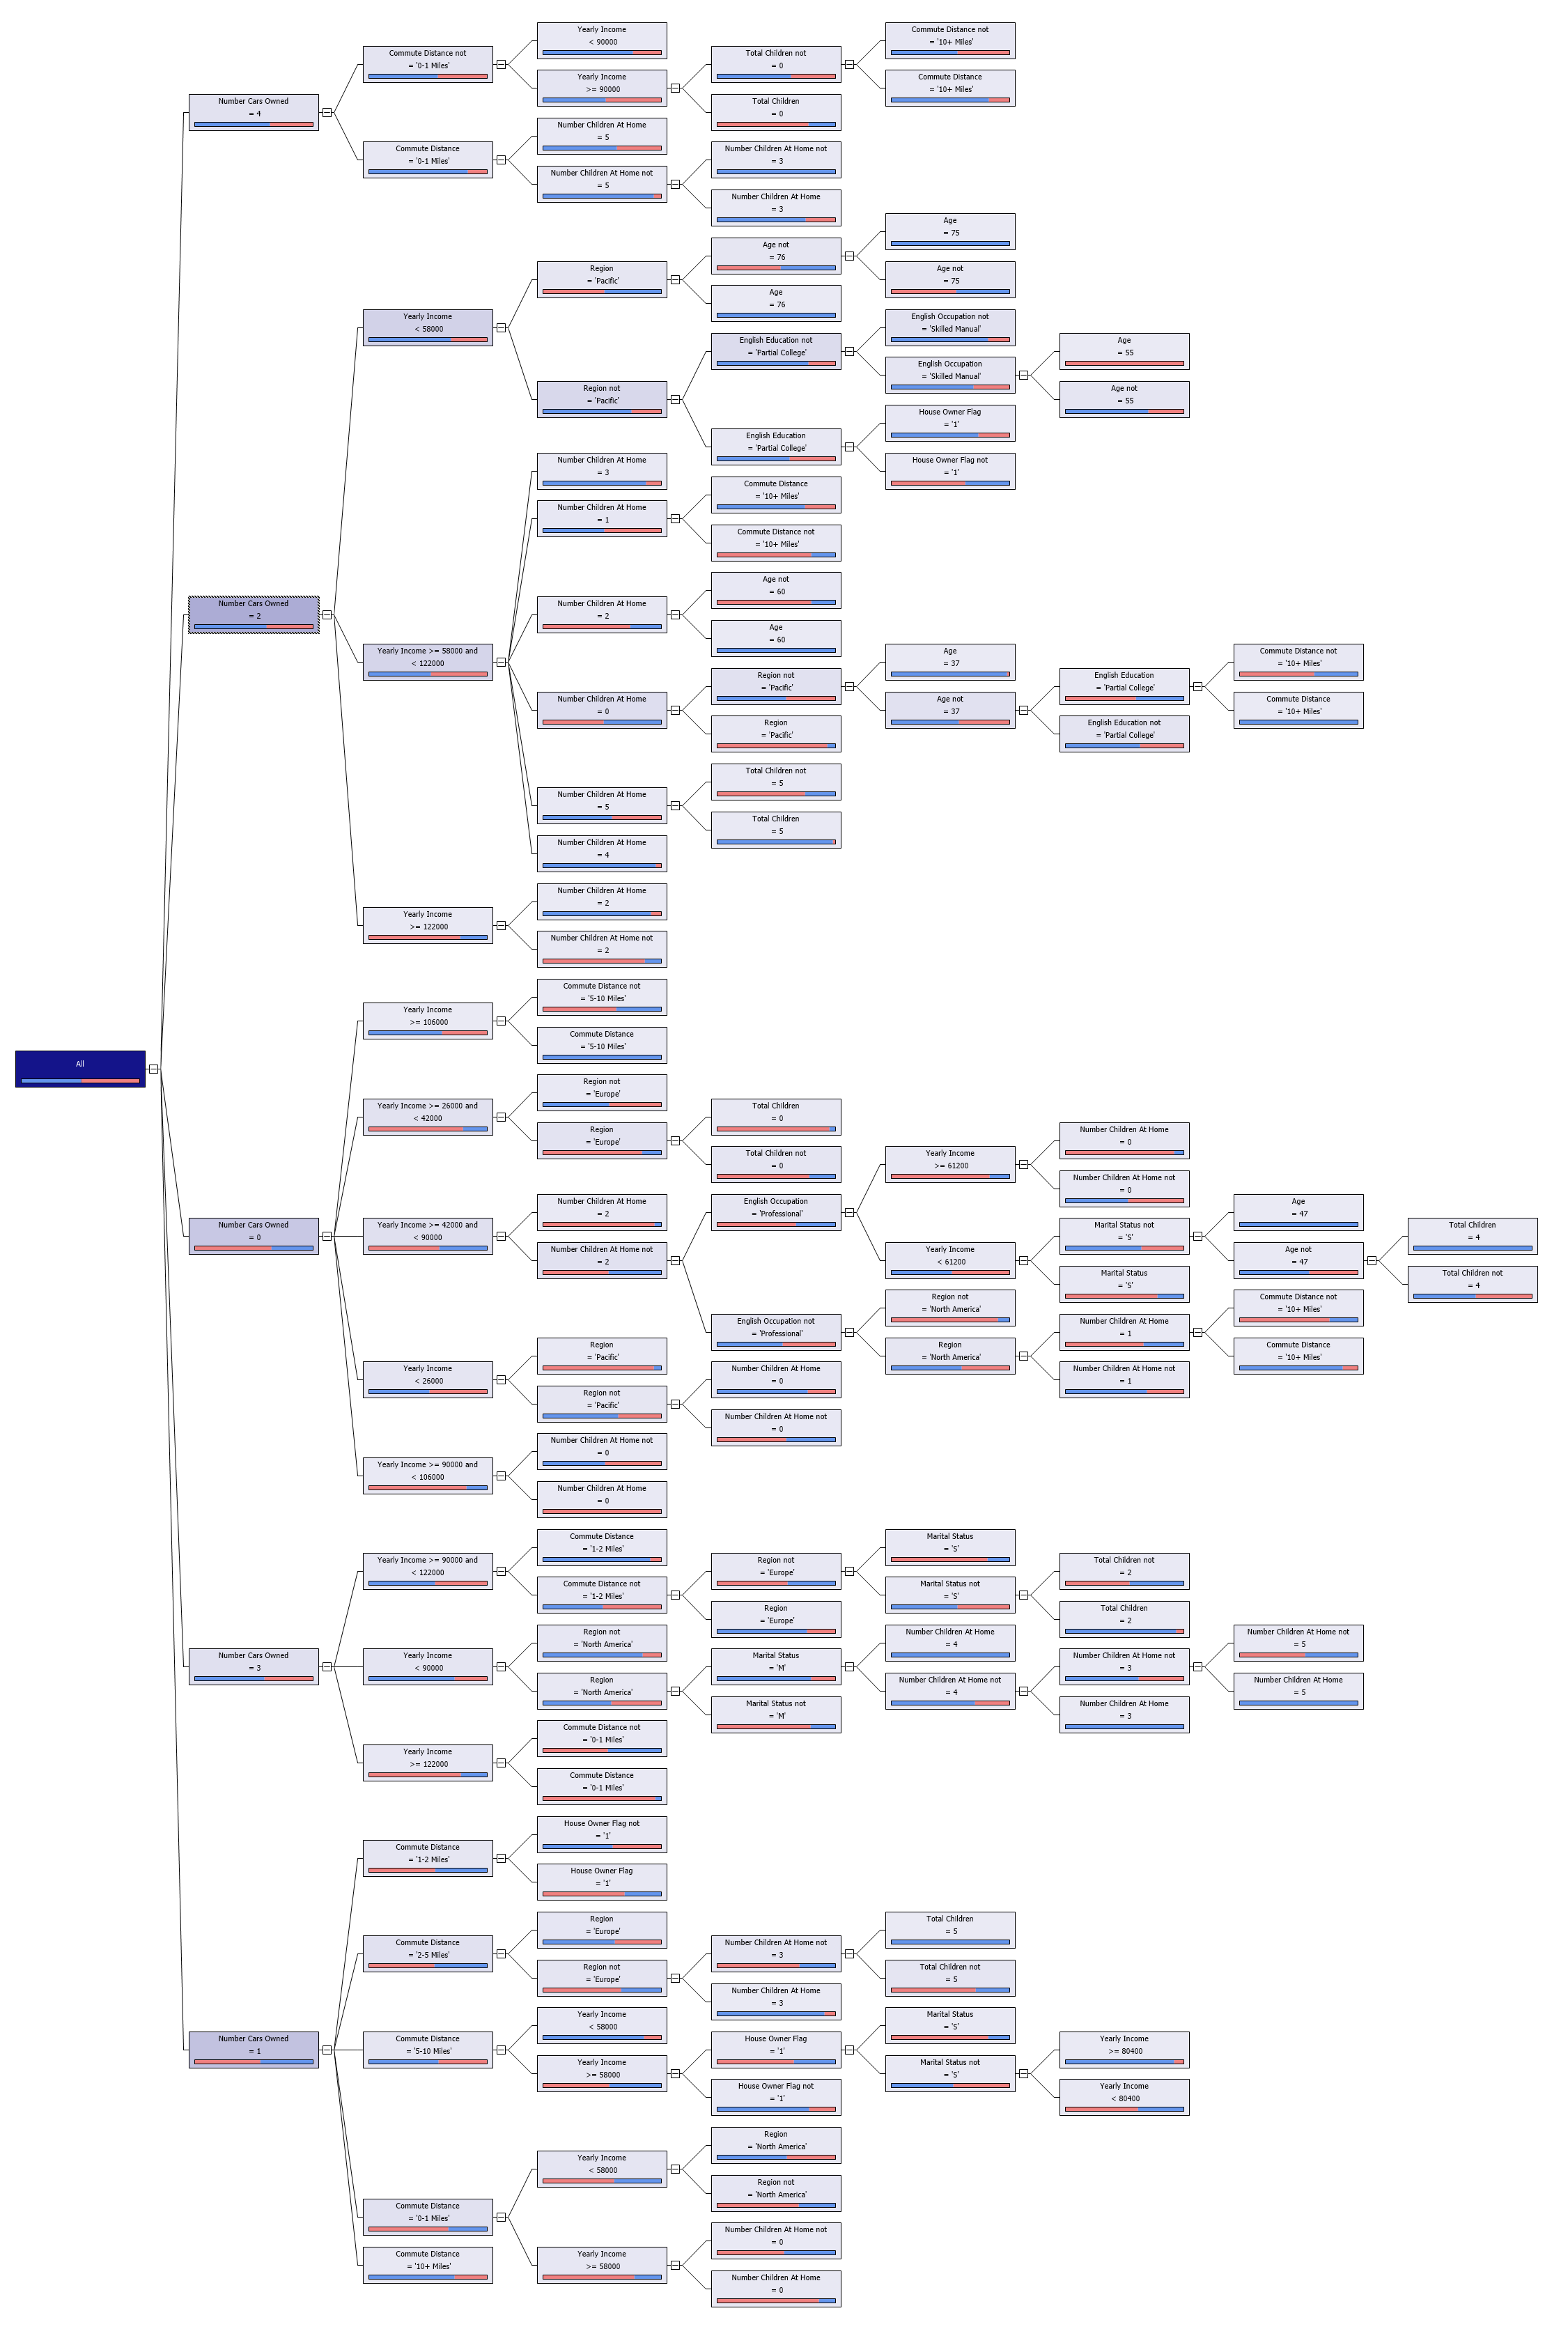 All
Number Cars Owned
= 4
Commute Distance not
= '0-1 Miles'
Yearly Income
< 90000
Yearly Income
>= 90000
Total Children not
= 0
Commute Distance not
= '10+ Miles'
Commute Distance
= '10+ Miles'
Total Children
= 0
Commute Distance
= '0-1 Miles'
Number Children At Home
= 5
Number Children At Home not
= 5
Number Children At Home not
= 3
Number Children At Home
= 3
Number Cars Owned
= 2
Yearly Income
< 58000
Region
= 'Pacific'
Age not
= 76
Age
= 75
Age not
= 75
Age
= 76
Region not
= 'Pacific'
English Education not
= 'Partial College'
English Occupation not
= 'Skilled Manual'
English Occupation
= 'Skilled Manual'
Age
= 55
Age not
= 55
English Education
= 'Partial College'
House Owner Flag
= '1'
House Owner Flag not
= '1'
Yearly Income >= 58000 and
< 122000
Number Children At Home
= 3
Number Children At Home
= 1
Commute Distance
= '10+ Miles'
Commute Distance not
= '10+ Miles'
Number Children At Home
= 2
Age not
= 60
Age
= 60
Number Children At Home
= 0
Region not
= 'Pacific'
Age
= 37
Age not
= 37
English Education
= 'Partial College'
Commute Distance not
= '10+ Miles'
Commute Distance
= '10+ Miles'
English Education not
= 'Partial College'
Region
= 'Pacific'
Number Children At Home
= 5
Total Children not
= 5
Total Children
= 5
Number Children At Home
= 4
Yearly Income
>= 122000
Number Children At Home
= 2
Number Children At Home not
= 2
Number Cars Owned
= 0
Yearly Income
>= 106000
Commute Distance not
= '5-10 Miles'
Commute Distance
= '5-10 Miles'
Yearly Income >= 26000 and
< 42000
Region not
= 'Europe'
Region
= 'Europe'
Total Children
= 0
Total Children not
= 0
Yearly Income >= 42000 and
< 90000
Number Children At Home
= 2
Number Children At Home not
= 2
English Occupation
= 'Professional'
Yearly Income
>= 61200
Number Children At Home
= 0
Number Children At Home not
= 0
Yearly Income
< 61200
Marital Status not
= 'S'
Age
= 47
Age not
= 47
Total Children
= 4
Total Children not
= 4
Marital Status
= 'S'
English Occupation not
= 'Professional'
Region not
= 'North America'
Region
= 'North America'
Number Children At Home
= 1
Commute Distance not
= '10+ Miles'
Commute Distance
= '10+ Miles'
Number Children At Home not
= 1
Yearly Income
< 26000
Region
= 'Pacific'
Region not
= 'Pacific'
Number Children At Home
= 0
Number Children At Home not
= 0
Yearly Income >= 90000 and
< 106000
Number Children At Home not
= 0
Number Children At Home
= 0
Number Cars Owned
= 3
Yearly Income >= 90000 and
< 122000
Commute Distance
= '1-2 Miles'
Commute Distance not
= '1-2 Miles'
Region not
= 'Europe'
Marital Status
= 'S'
Marital Status not
= 'S'
Total Children not
= 2
Total Children
= 2
Region
= 'Europe'
Yearly Income
< 90000
Region not
= 'North America'
Region
= 'North America'
Marital Status
= 'M'
Number Children At Home
= 4
Number Children At Home not
= 4
Number Children At Home not
= 3
Number Children At Home not
= 5
Number Children At Home
= 5
Number Children At Home
= 3
Marital Status not
= 'M'
Yearly Income
>= 122000
Commute Distance not
= '0-1 Miles'
Commute Distance
= '0-1 Miles'
Number Cars Owned
= 1
Commute Distance
= '1-2 Miles'
House Owner Flag not
= '1'
House Owner Flag
= '1'
Commute Distance
= '2-5 Miles'
Region
= 'Europe'
Region not
= 'Europe'
Number Children At Home not
= 3
Total Children
= 5
Total Children not
= 5
Number Children At Home
= 3
Commute Distance
= '5-10 Miles'
Yearly Income
< 58000
Yearly Income
>= 58000
House Owner Flag
= '1'
Marital Status
= 'S'
Marital Status not
= 'S'
Yearly Income
>= 80400
Yearly Income
< 80400
House Owner Flag not
= '1'
Commute Distance
= '0-1 Miles'
Yearly Income
< 58000
Region
= 'North America'
Region not
= 'North America'
Yearly Income
>= 58000
Number Children At Home not
= 0
Number Children At Home
= 0
Commute Distance
= '10+ Miles'